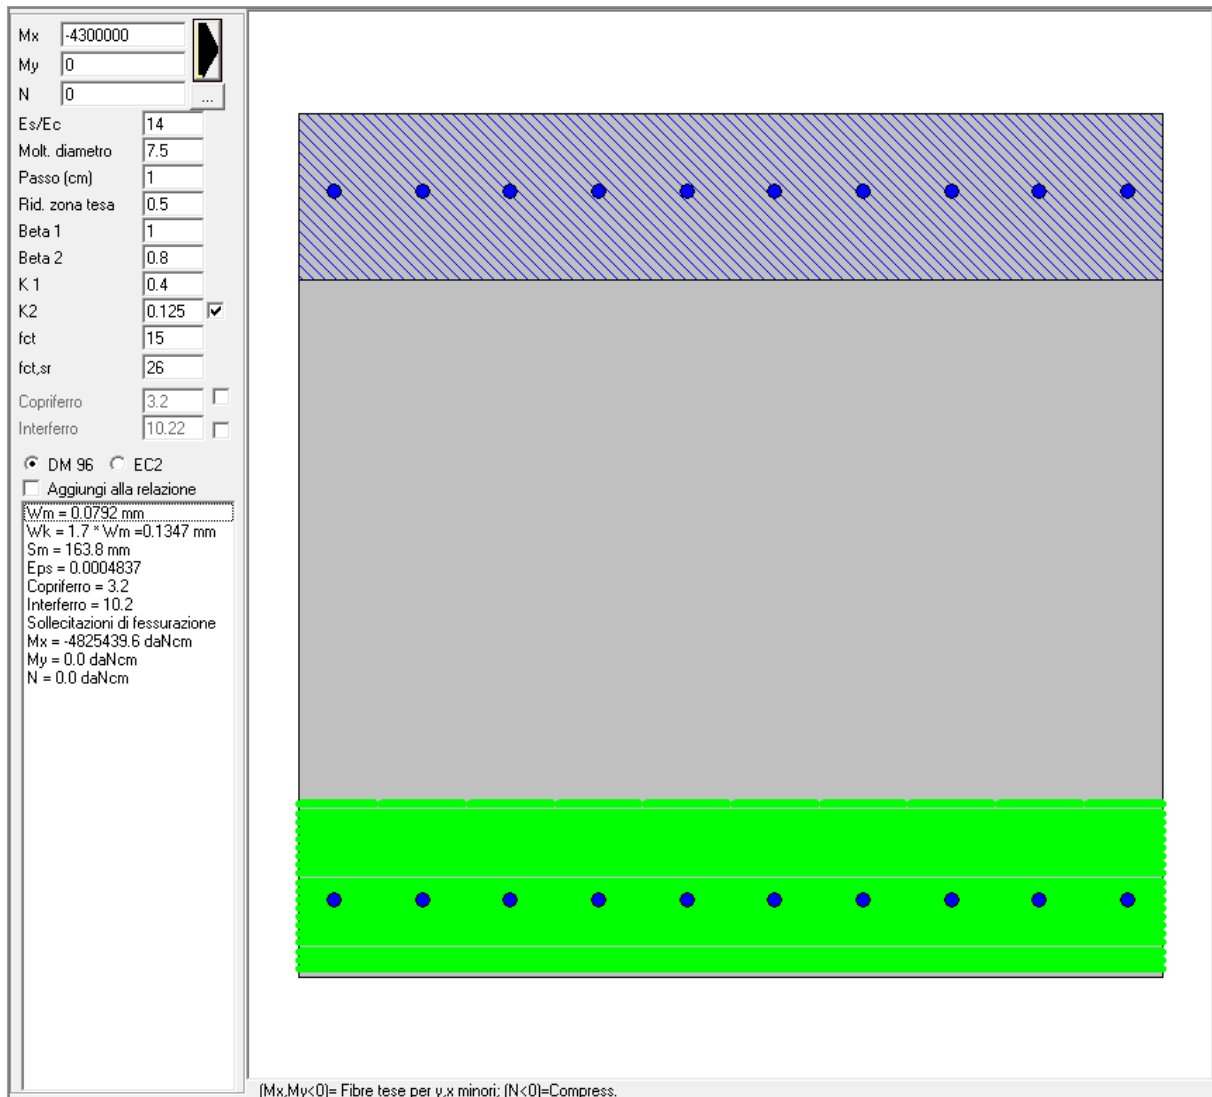 Mx -4300000
My 0
N 0
...
Es/Ec 14
Molt. diametro 7.5
Passo (cm) 1
Rid. zona tesa 0.5
Beta 1 1
Beta 2 0.8
K 1 0.4
K2 0.125
fct 15
fct,sr 26
Copriferro 3.2
Interferro 10.22
DM 96 EC2
Aggiungi alla relazione
Wm = 0.0792 mm
Wk = 1.7 * Wm =0.1347 mm
Sm = 163.8 mm
Eps = 0.0004837
Copriferro = 3.2
Interferro = 10.2
Sollecitazioni di fessurazione
Mx = -4825439.6 daNcm
My = 0.0 daNcm
N = 0.0 daNcm
(Mx,My<0)= Fibre tese per y,x minori; (N<0)=Compress.